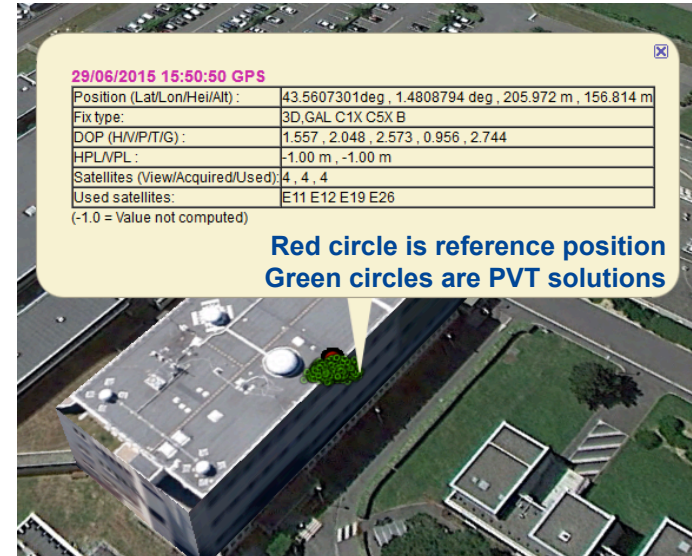 29/06/2015 15:50:50 GPS
Position (Lat/Lon/Hei/Alt) : 43.5607301deg , 1.4808794 deg , 205.972 m , 156.814 m
Fix type: 3D,GAL C1X C5X B
DOP (H/V/P/T/G) : 1.557 , 2.048 , 2.573 , 0.956 , 2.744
HPL/VPL : -1.00 m , -1.00 m
Satellites (View/Acquired/Used): 4 , 4 , 4
Used satellites: E11 E12 E19 E26
(-1.0 = Value not computed)
Red circle is reference position
Green circles are PVT solutions